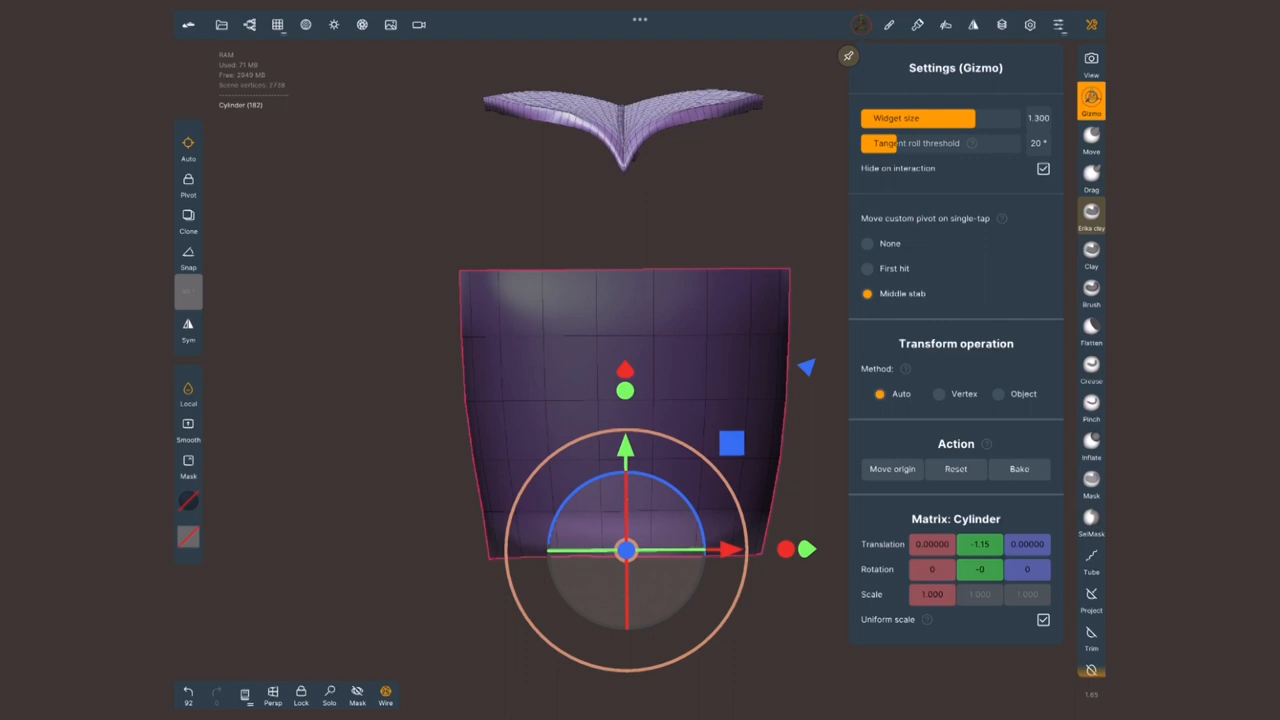 RAM
Used: 71 MB
Free: 2949 MB
Scene vertices: 2738
Cylinder (182)
Auto
Pivot
Clone
Snap
Sym
Local
Smooth
Mask
92
0
Persp
Lock
Solo
Mask
Wire
Settings (Gizmo)
Widget size 1.300
Tangent roll threshold ? 20 °
Hide on interaction
Move custom pivot on single-tap ?
None
First hit
Middle stab
Transform operation
Method: ?
Auto Vertex Object
Action ?
Move origin Reset Bake
Matrix: Cylinder
Translation 0.00000 -1.15 0.00000
Rotation 0 -0 0
Scale 1.000 1.000 1.000
Uniform scale ?
View
Gizmo
Move
Drag
Erika clay
Clay
Brush
Flatten
Crease
Pinch
Inflate
Mask
SelMask
Tube
Project
Trim
1.65